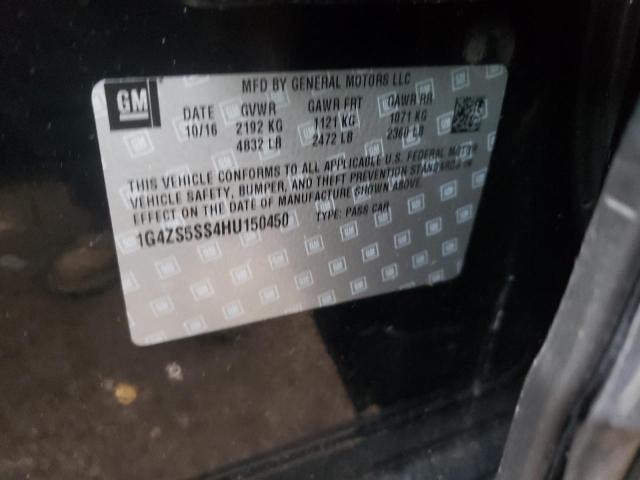 GM
MFD BY GENERAL MOTORS LLC
DATE GVWR GAWR FRT GAWR RR
10/16 2192 KG 1121 KG 1071 KG
4832 LB 2472 LB 2360 LB
THIS VEHICLE CONFORMS TO ALL APPLICABLE U.S. FEDERAL MOTOR
VEHICLE SAFETY, BUMPER, AND THEFT PREVENTION STANDARDS IN
EFFECT ON THE DATE OF MANUFACTURE SHOWN ABOVE.
1G4ZS5SS4HU150450 TYPE: PASS CAR